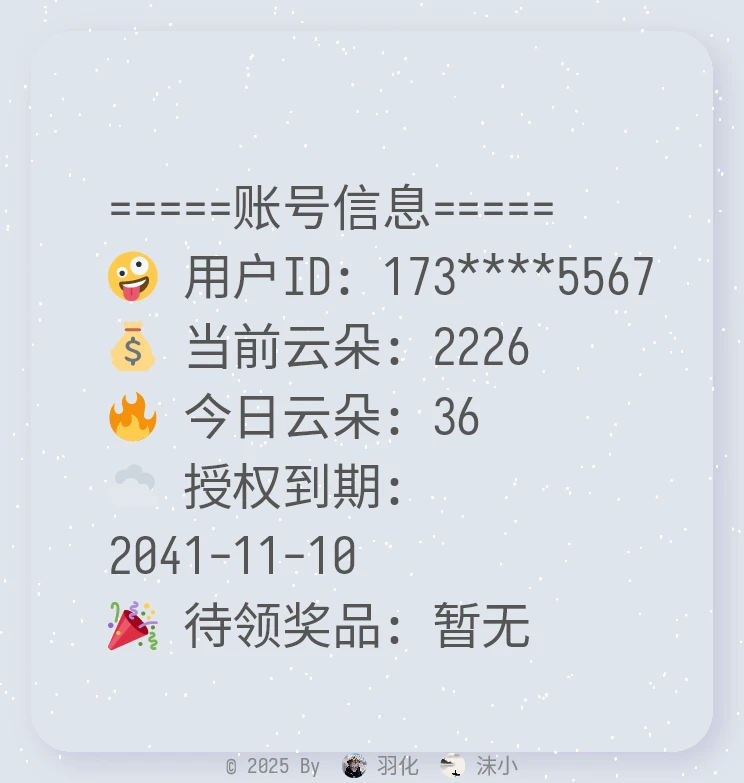 =====账号信息=====
🤪 用户ID: 173****5567
💰 当前云朵: 2226
🔥 今日云朵: 36
☁️ 授权到期:
2041-11-10
🎉 待领奖品: 暂无
© 2025 By 羽化 沫小